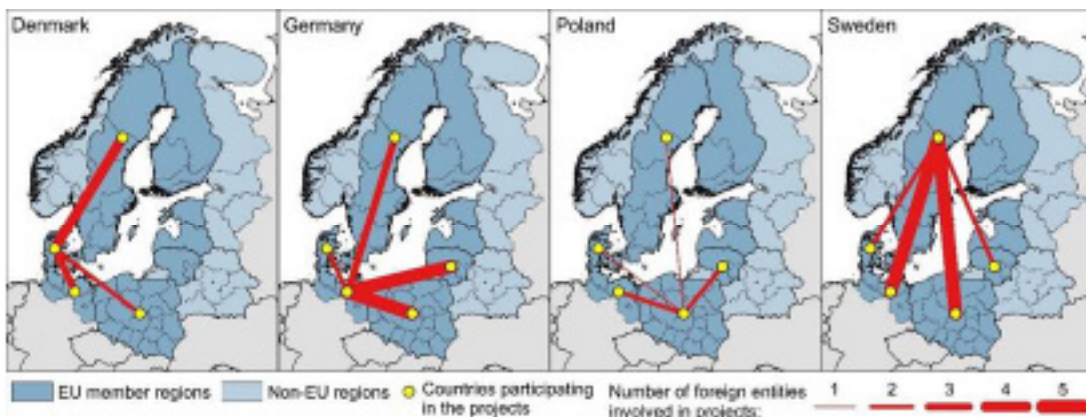 Denmark
Germany
Poland
Sweden
EU member regions
Non-EU regions
Countries participating
in the projects
Number of foreign entities
involved in projects:
1
2
3
4
5